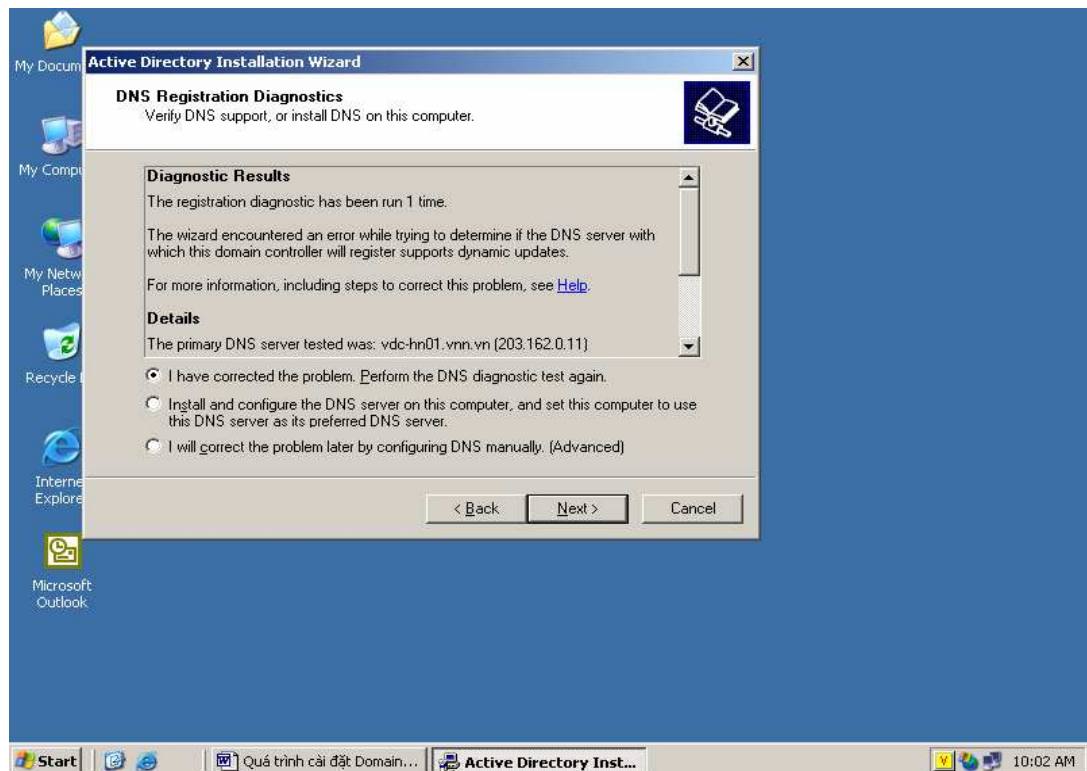 My Docum
My Compu
My Netw
Places
Recycle
Interne
Explore
Microsoft
Outlook
Active Directory Installation Wizard
DNS Registration Diagnostics
Verify DNS support, or install DNS on this computer.
Diagnostic Results
The registration diagnostic has been run 1 time.
The wizard encountered an error while trying to determine if the DNS server with
which this domain controller will register supports dynamic updates.
For more information, including steps to correct this problem, see Help.
Details
The primary DNS server tested was: vdc-hn01.vnn.vn (203.162.0.11)
I have corrected the problem. Perform the DNS diagnostic test again.
Install and configure the DNS server on this computer, and set this computer to use
this DNS server as its preferred DNS server.
I will correct the problem later by configuring DNS manually. (Advanced)
< Back
Next >
Cancel
Start
Quá trình cài đặt Domain...
Active Directory Inst...
V
10:02 AM